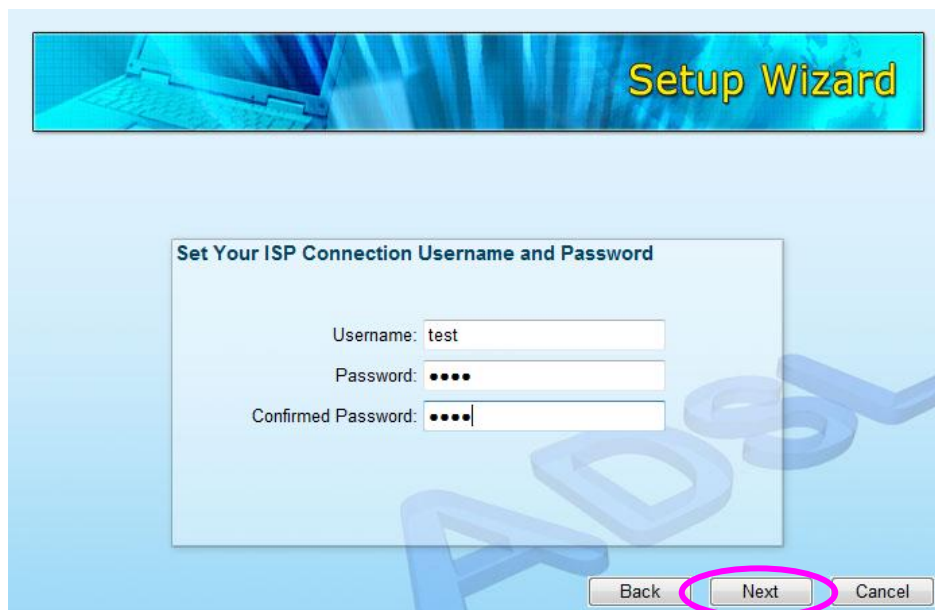 Setup Wizard
Set Your ISP Connection Username and Password
Username: test
Password: ●●●●
Confirmed Password: ●●●●
ADSL
Back Next Cancel